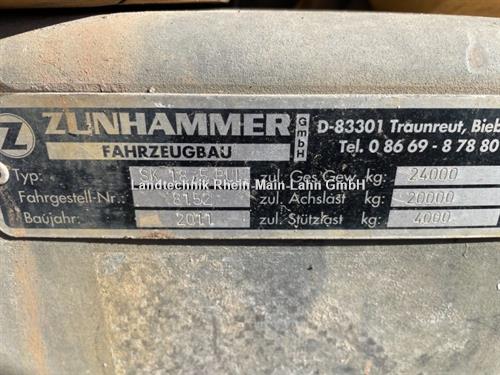 Z ZUNHAMMER GmbH
FAHRZEUGBAU
D-83301 Traunreut, Bieb
Tel. 0 86 69 - 8 78 80
Typ: SK zul. Ges.Gew. kg: 24000
Landtechnik Rhein-Main-Lahn GmbH
Fahrgestell-Nr.: 8152 zul. Achslast kg: 20000
Baujahr: 2011 zul. Stützlast kg: 4000